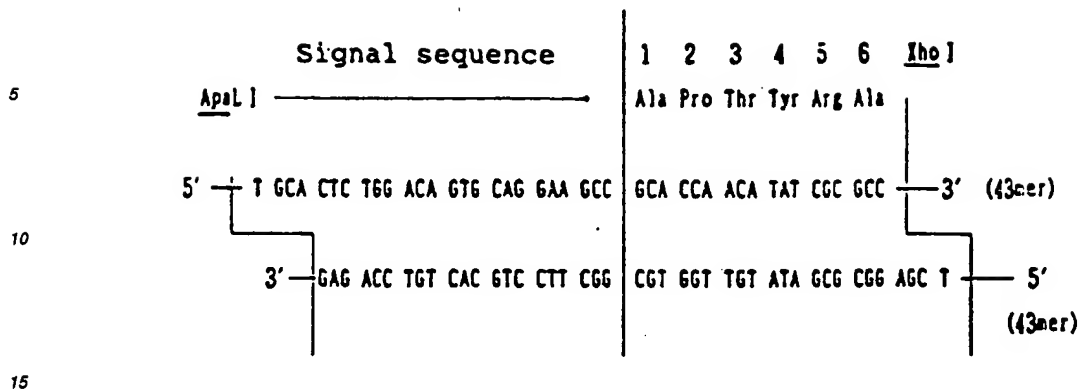 Signal sequence 1 2 3 4 5 6 XhoI
5 ApaL I Ala Pro Thr Tyr Arg Ala
5' T GCA CTC TGG ACA GTG CAG GAA GCC GCA CCA ACA TAT CGC GCC 3' (43mer)
10
3' GAG ACC TGT CAC GTC CTT CGG CGT GGT TGT ATA GCG CGG AGC T 5'
(43mer)
15